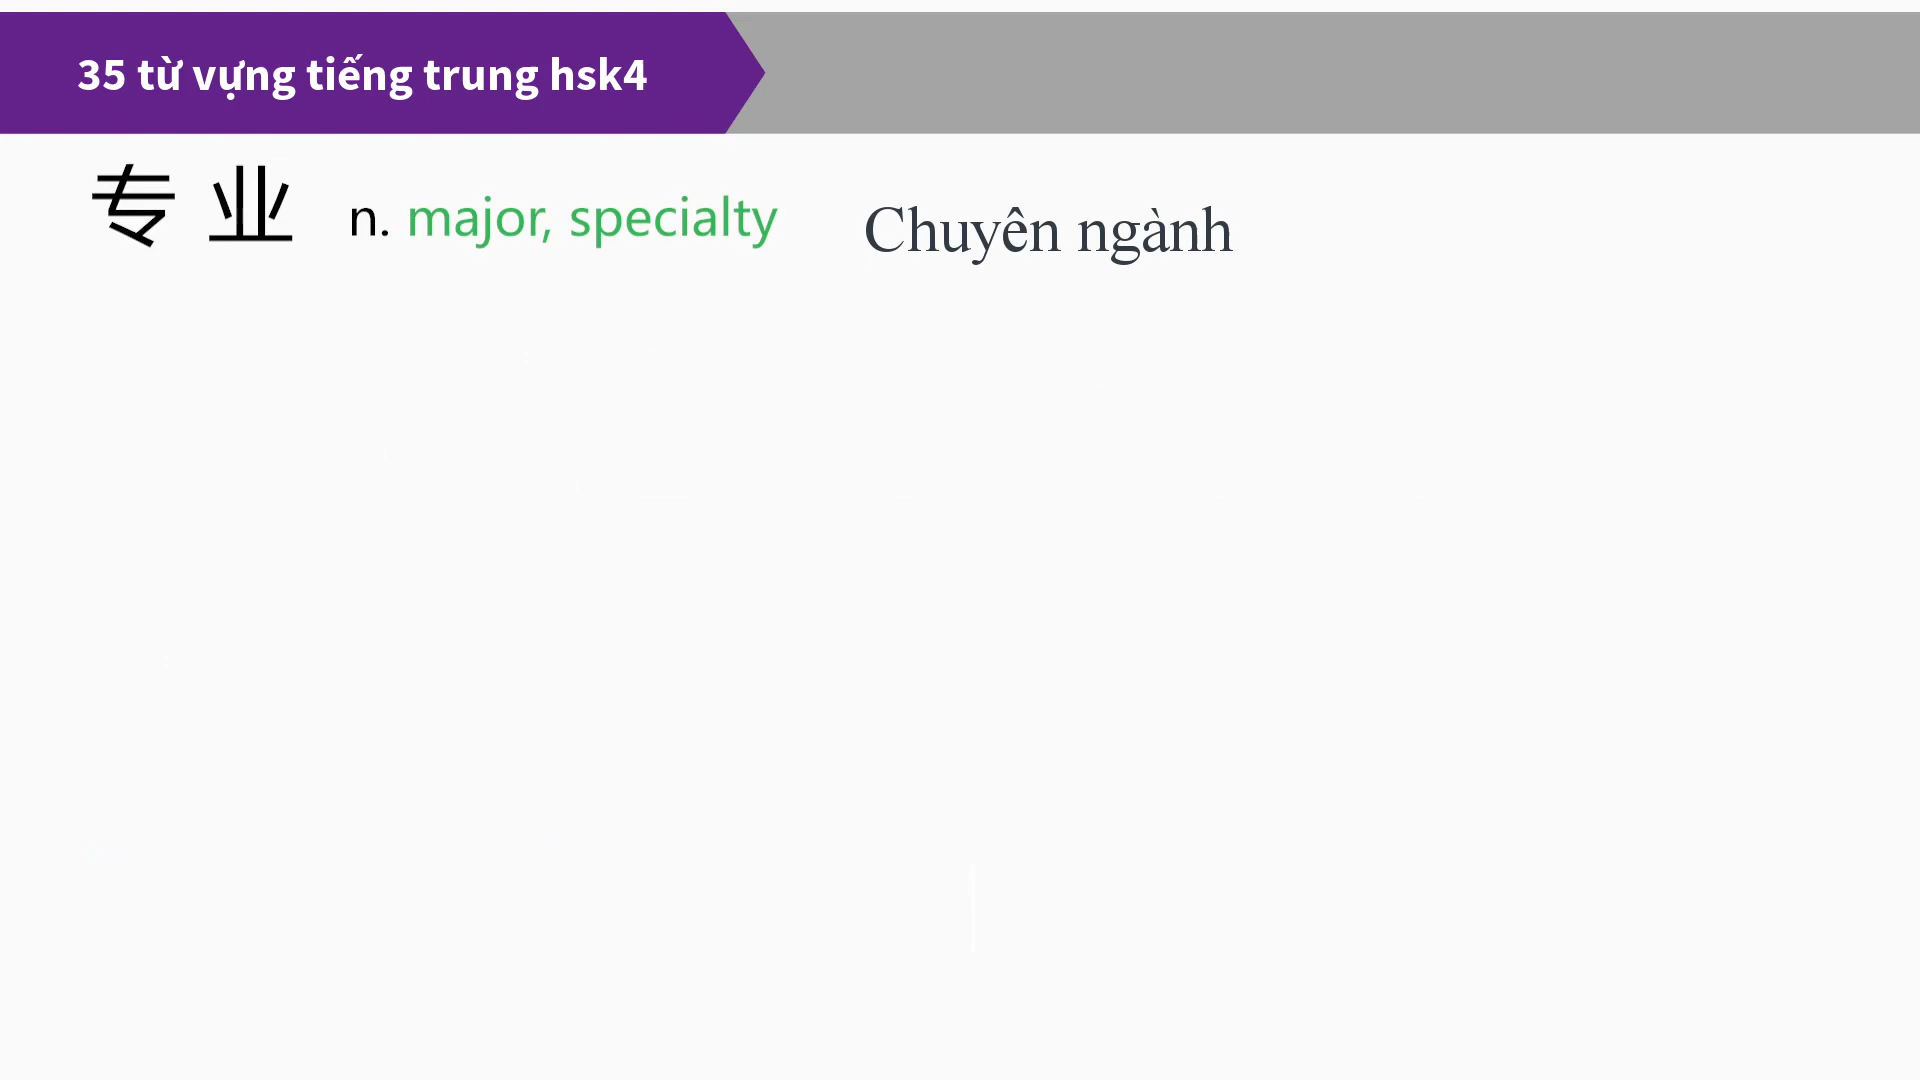 35 từ vựng tiếng trung hsk4
专 业 n. major, specialty Chuyên ngành